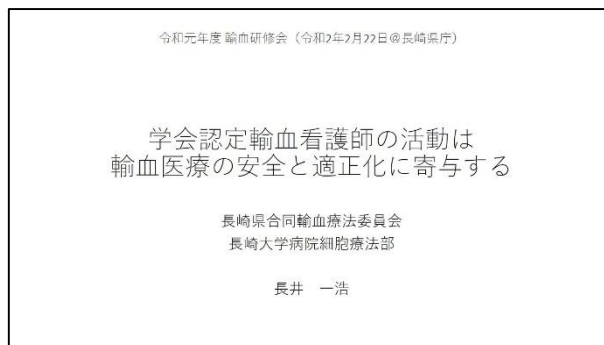 令和元年度 輸血研修会（令和2年2月22日＠長崎県庁）
学会認定輸血看護師の活動は
輸血医療の安全と適正化に寄与する
長崎県合同輸血療法委員会
長崎大学病院細胞療法部
長井　一浩